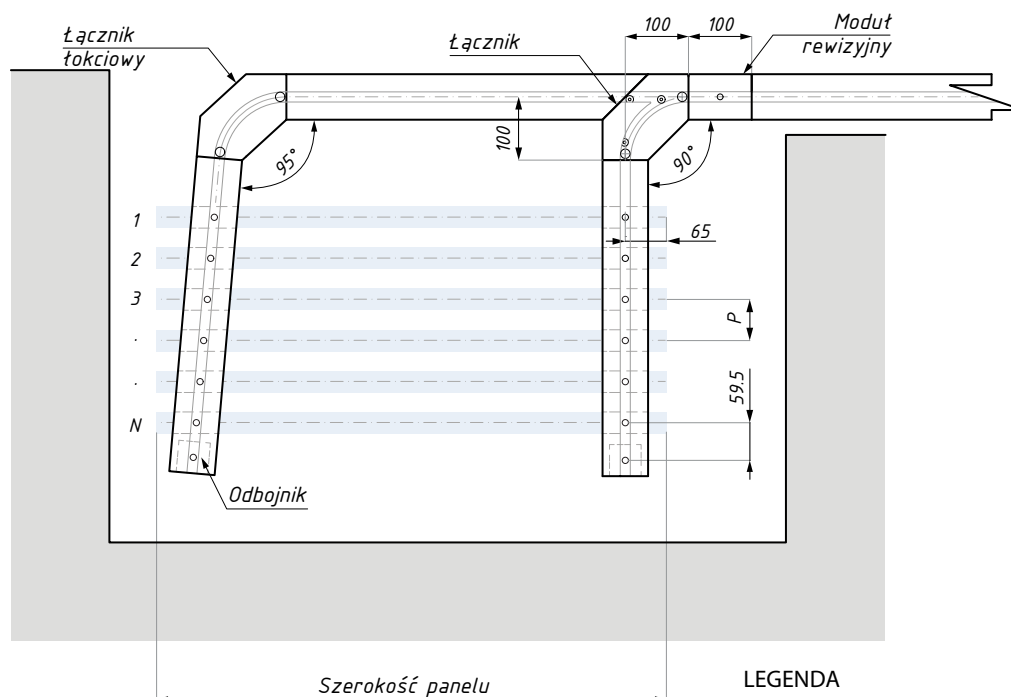 Łącznik
łokciowy
Łącznik
100
100
Moduł
rewizyjny
100
95°
90°
1
65
2
3
P
.
.
59.5
N
Odbojnik
Szerokość panelu
LEGENDA